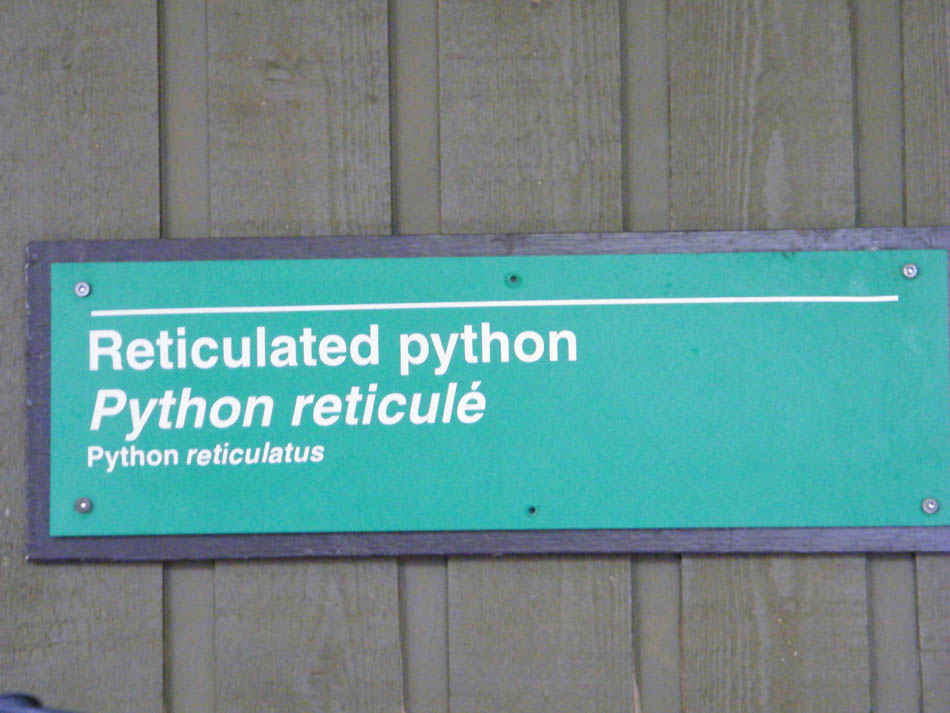 Reticulated python
Python reticulé
Python reticulatus